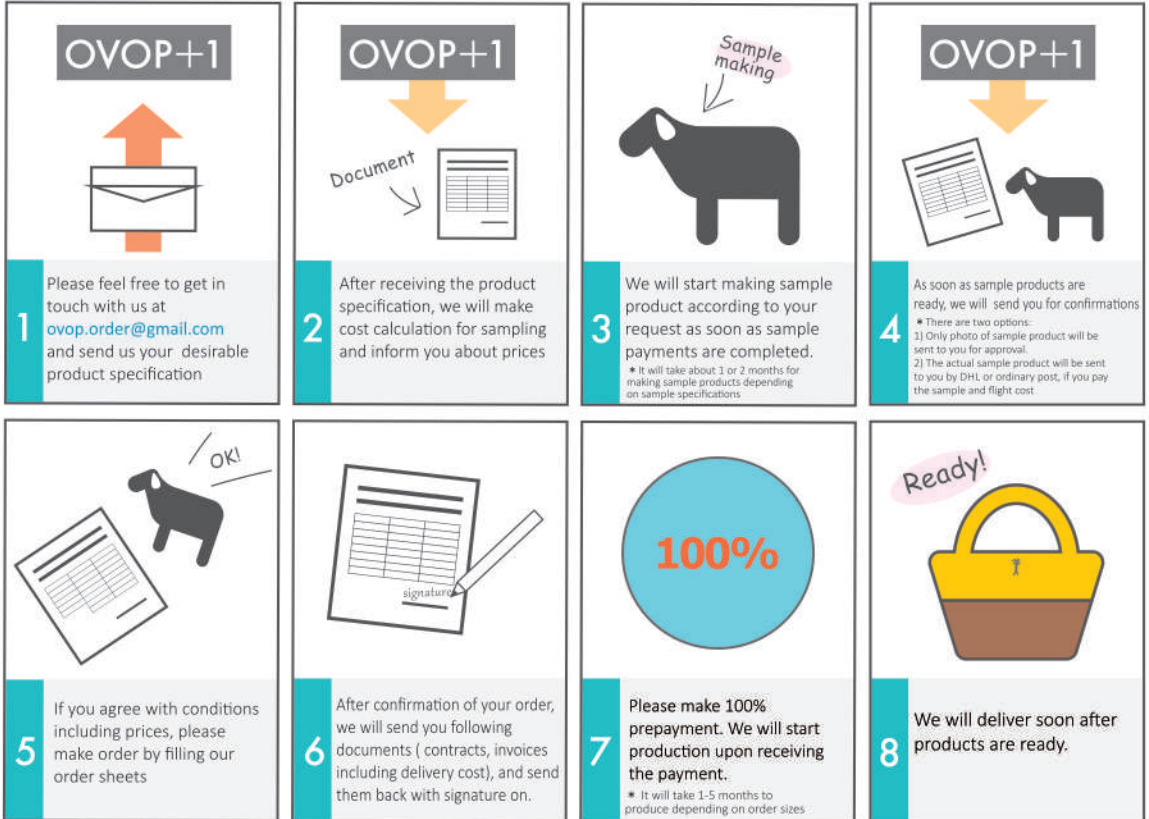 OVOP+1
1
Please feel free to get in
touch with us at
ovop.order@gmail.com
and send us your desirable
product specification
OVOP+1
Document
2
After receiving the product
specification, we will make
cost calculation for sampling
and inform you about prices
Sample
making
3
We will start making sample
product according to your
request as soon as sample
payments are completed.
* It will take about 1 or 2 months for
making sample products depending
on sample specifications
OVOP+1
4
As soon as sample products are
ready, we will send you for confirmations
* There are two options:
1) Only photo of sample product will be
sent to you for approval.
2) The actual sample product will be sent
to you by DHL or ordinary post, if you pay
the sample and flight cost
OK!
5
If you agree with conditions
including prices, please
make order by filling our
order sheets
signature
6
After confirmation of your order,
we will send you following
documents ( contracts, invoices
including delivery cost), and send
them back with signature on.
100%
7
Please make 100%
prepayment. We will start
production upon receiving
the payment.
* It will take 1-5 months to
produce depending on order sizes
Ready!
8
We will deliver soon after
products are ready.